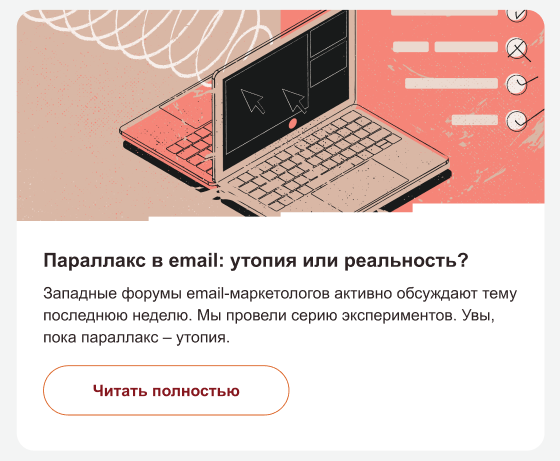 Параллакс в email: утопия или реальность?
Западные форумы email-маркетологов активно обсуждают тему
последнюю неделю. Мы провели серию экспериментов. Увы,
пока параллакс – утопия.
Читать полностью